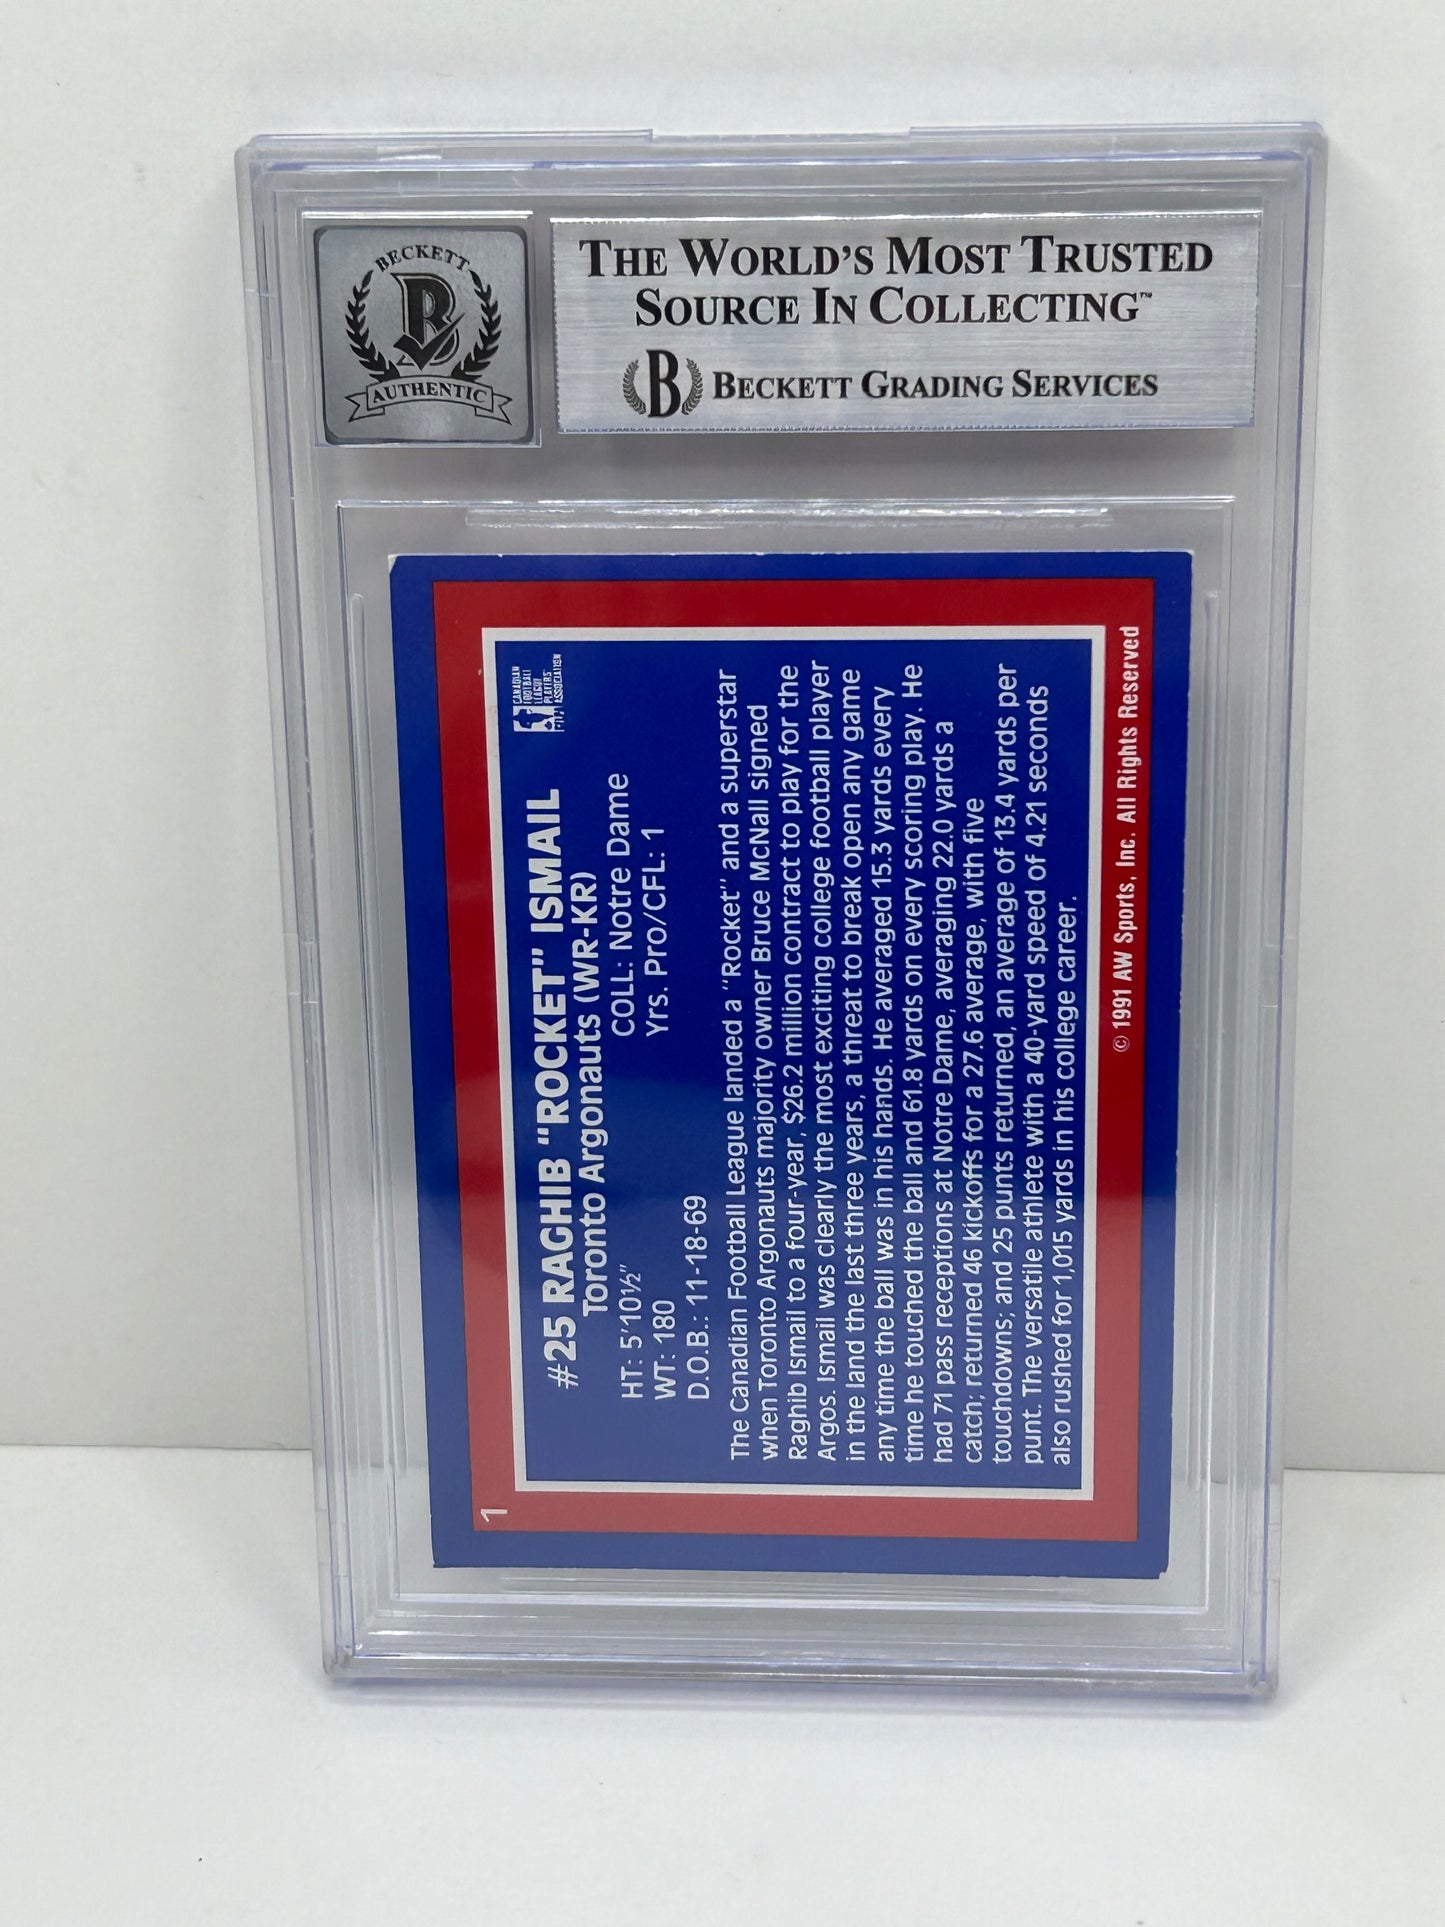 BECKETT
B
AUTHENTIC
THE WORLD'S MOST TRUSTED
SOURCE IN COLLECTING™
B BECKETT GRADING SERVICES
1
#25 RAGHIB "ROCKET" ISMAIL
Toronto Argonauts (WR-KR)
HT: 5'10½" COLL: Notre Dame
WT: 180 Yrs. Pro/CFL: 1
D.O.B.: 11-18-69
CANADIAN
FOOTBALL
LEAGUE
PLAYERS'
ASSOCIATION
The Canadian Football League landed a "Rocket" and a superstar
when Toronto Argonauts majority owner Bruce McNall signed
Raghib Ismail to a four-year, $26.2 million contract to play for the
Argos. Ismail was clearly the most exciting college football player
in the land the last three years, a threat to break open any game
any time the ball was in his hands. He averaged 15.3 yards every
time he touched the ball and 61.8 yards on every scoring play. He
had 71 pass receptions at Notre Dame, averaging 22.0 yards a
catch; returned 46 kickoffs for a 27.6 average, with five
touchdowns; and 25 punts returned, an average of 13.4 yards per
punt. The versatile athlete with a 40-yard speed of 4.21 seconds
also rushed for 1,015 yards in his college career.
© 1991 AW Sports, Inc. All Rights Reserved